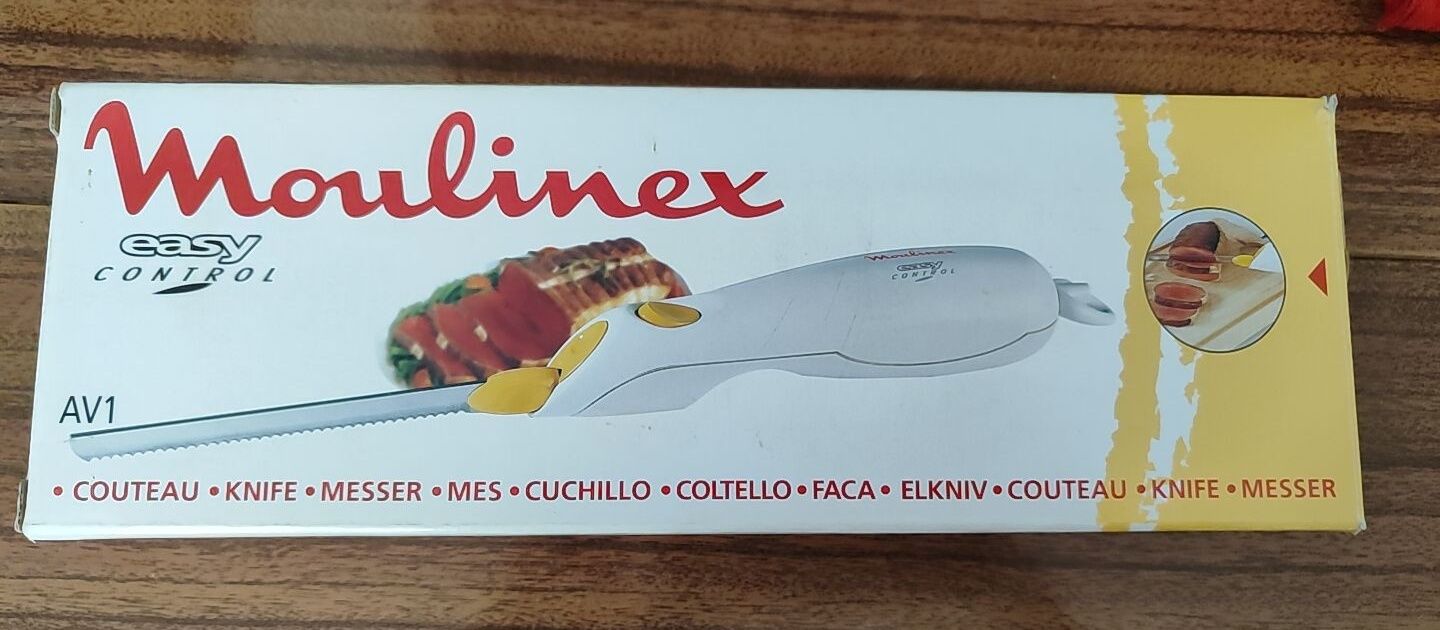 Moulinex
easy
CONTROL
Moulinex
easy
CONTROL
AV1
• COUTEAU • KNIFE • MESSER • MES • CUCHILLO • COLTELLO • FACA • ELKNIV • COUTEAU • KNIFE • MESSER